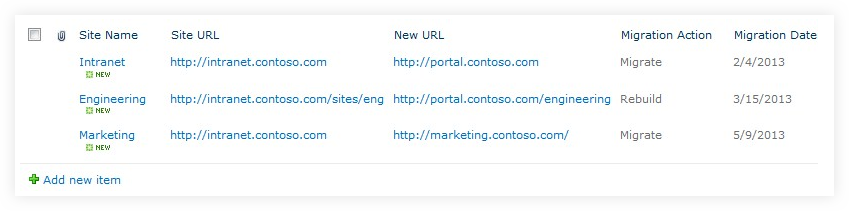 Site Name Site URL New URL Migration Action Migration Date
Intranet http://intranet.contoso.com http://portal.contoso.com Migrate 2/4/2013
NEW
Engineering http://intranet.contoso.com/sites/eng http://portal.contoso.com/engineering Rebuild 3/15/2013
NEW
Marketing http://intranet.contoso.com http://marketing.contoso.com/ Migrate 5/9/2013
NEW
Add new item